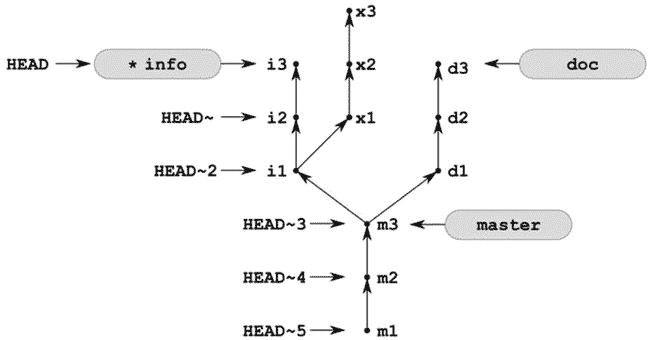 x3
HEAD * info i3 x2 d3 doc
HEAD~ i2 x1 d2
HEAD~2 i1 d1
HEAD~3 m3 master
HEAD~4 m2
HEAD~5 m1